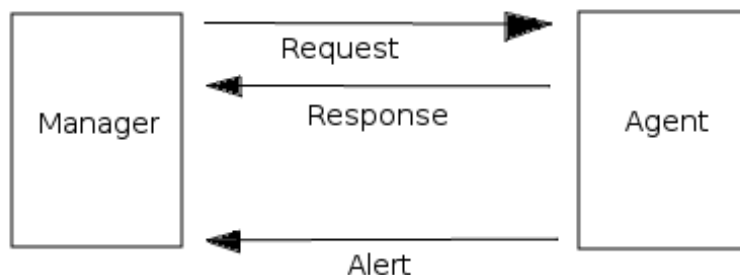 Request
Manager
Response
Agent
Alert